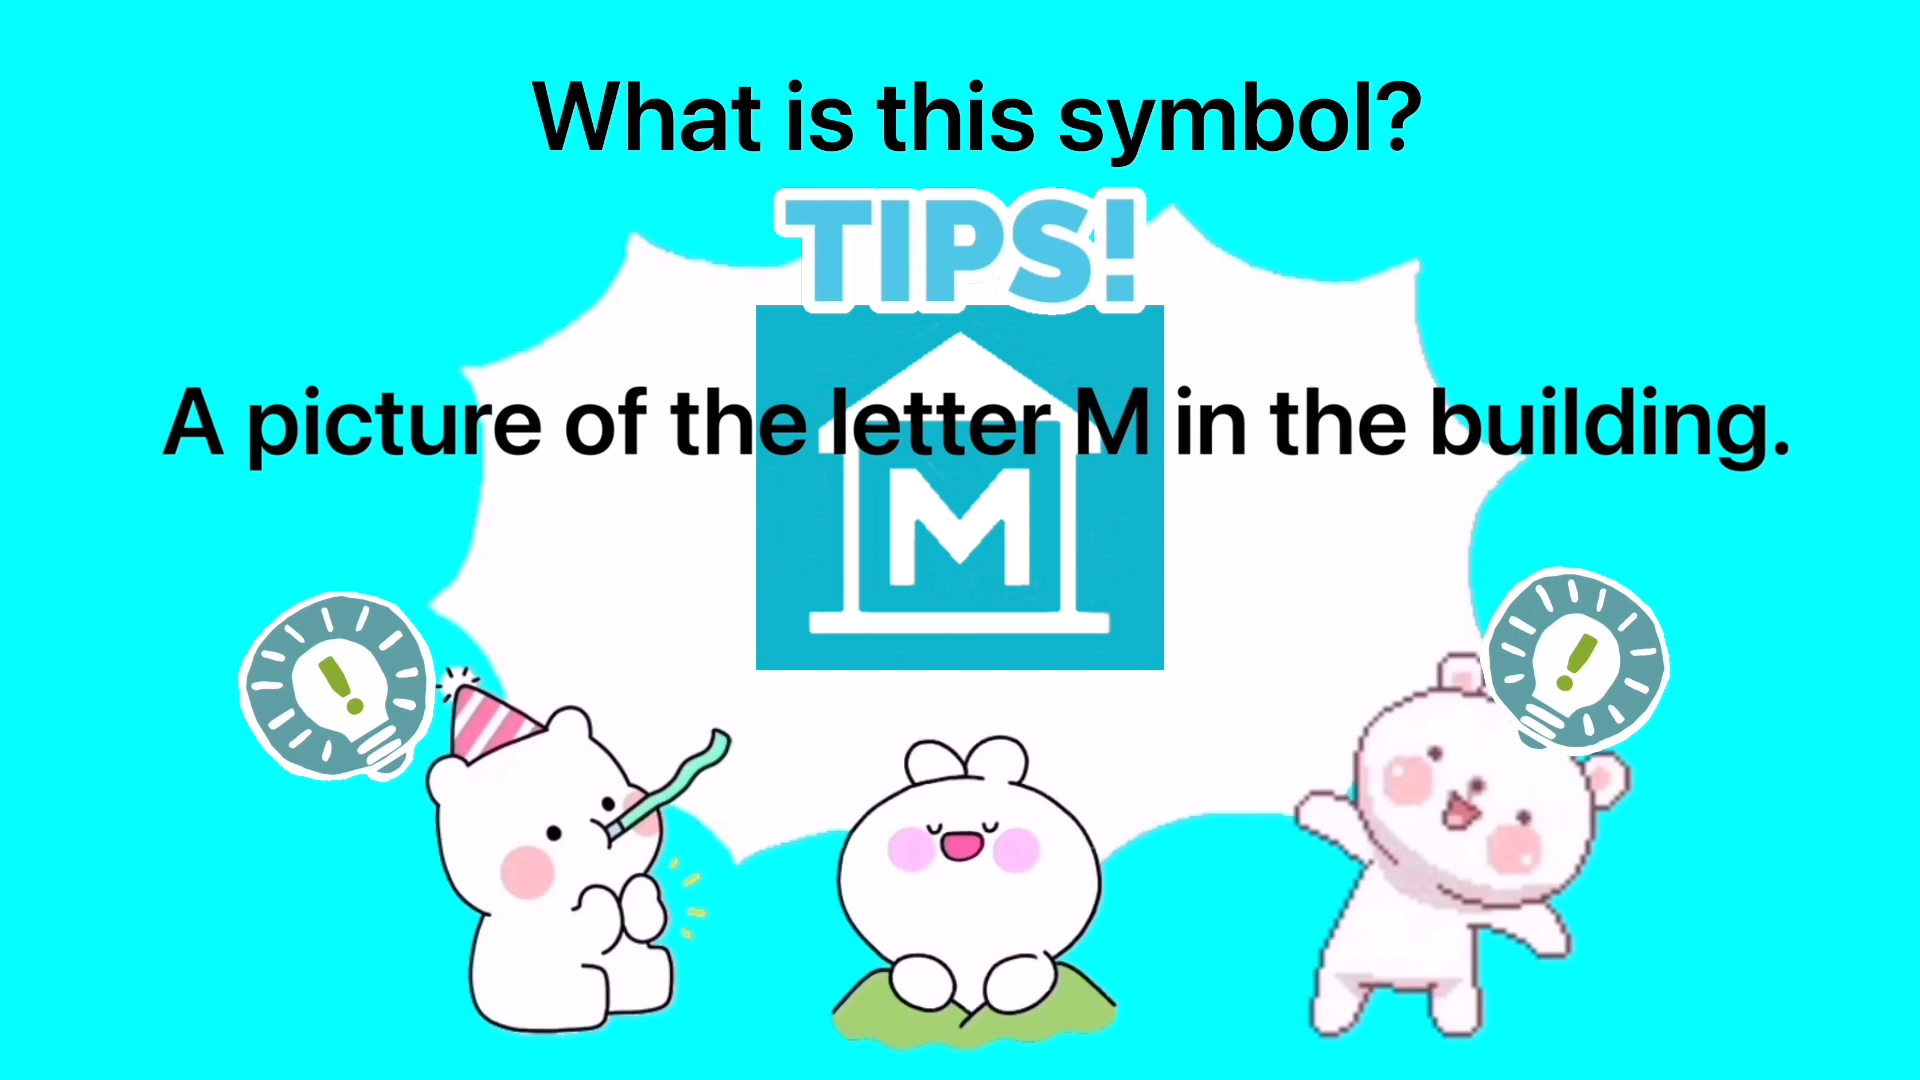 What is this symbol?
TIPS!
A picture of the letter M in the building.
M